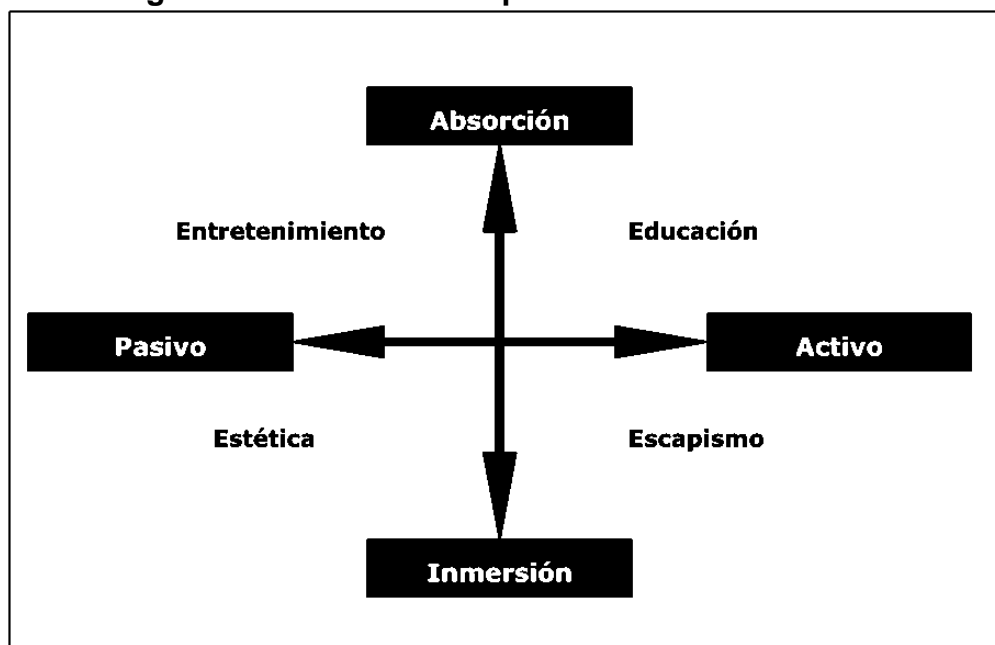 Absorción
Entretenimiento Educación
Pasivo Activo
Estética Escapismo
Inmersión